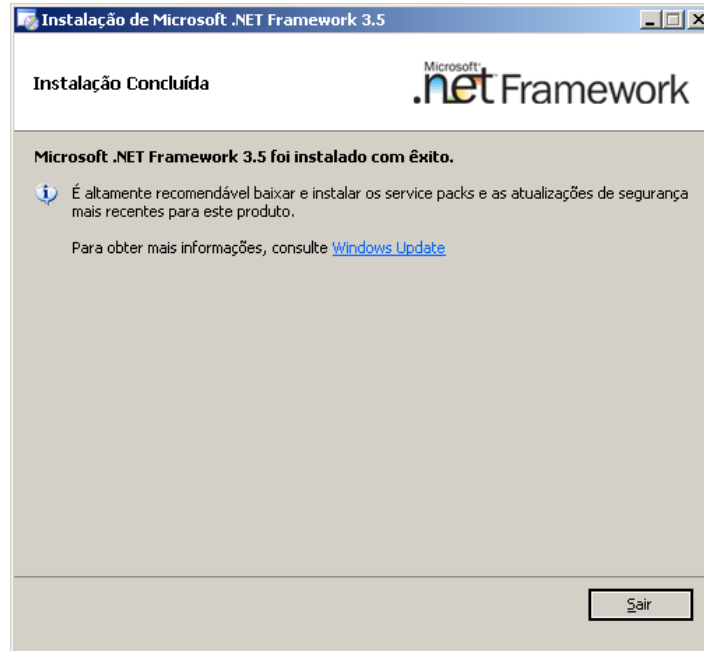 Instalação de Microsoft .NET Framework 3.5
Instalação Concluída
Microsoft
.net Framework
Microsoft .NET Framework 3.5 foi instalado com êxito.
É altamente recomendável baixar e instalar os service packs e as atualizações de segurança
mais recentes para este produto.
Para obter mais informações, consulte Windows Update
Sair